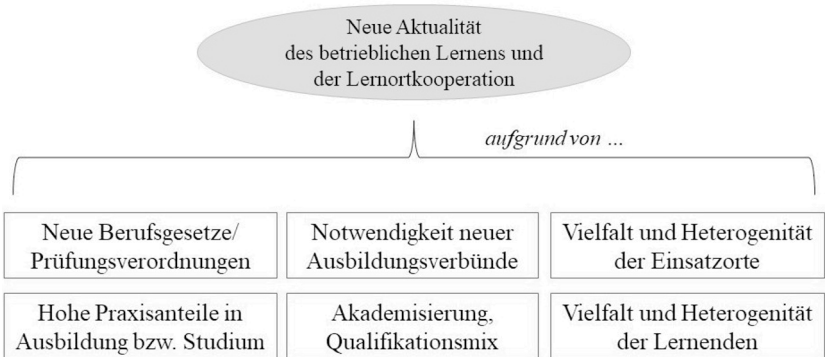 Neue Aktualität
des betrieblichen Lernens und
der Lernortkooperation
aufgrund von ...
Neue Berufsgesetze/
Prüfungsverordnungen
Notwendigkeit neuer
Ausbildungsverbünde
Vielfalt und Heterogenität
der Einsatzorte
Hohe Praxisanteile in
Ausbildung bzw. Studium
Akademisierung,
Qualifikationsmix
Vielfalt und Heterogenität
der Lernenden